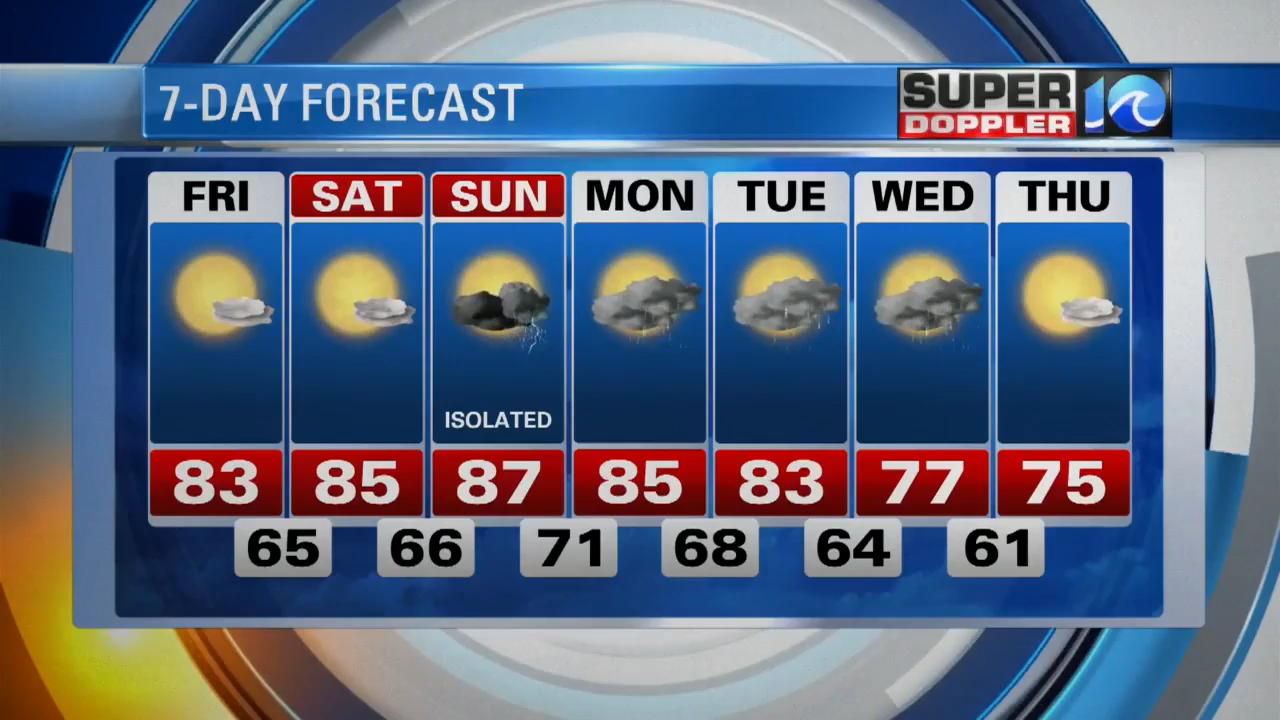 7-DAY FORECAST
SUPER
DOPPLER 10
FRI SAT SUN MON TUE WED THU
ISOLATED
83 85 87 85 83 77 75
65 66 71 68 64 61